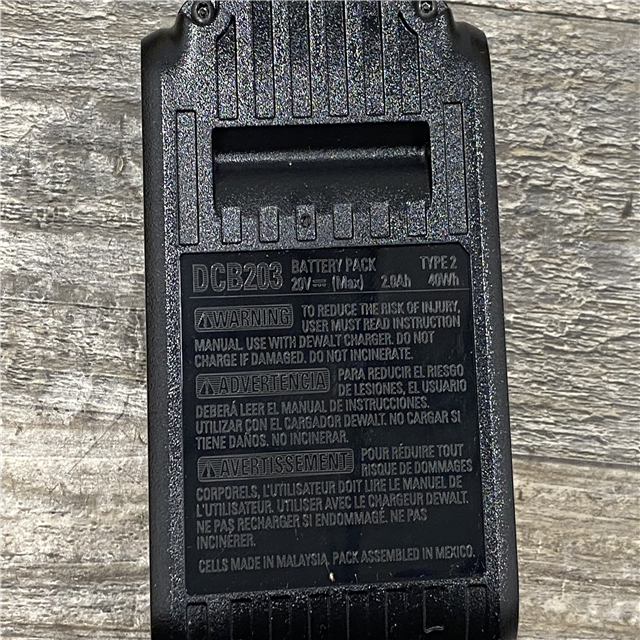 DCB203 BATTERY PACK TYPE 2
20V⎓ (Max) 2.0Ah 40Wh
⚠WARNING TO REDUCE THE RISK OF INJURY,
USER MUST READ INSTRUCTION
MANUAL. USE WITH DEWALT CHARGER. DO NOT
CHARGE IF DAMAGED. DO NOT INCINERATE.
⚠ADVERTENCIA PARA REDUCIR EL RIESGO
DE LESIONES, EL USUARIO
DEBERÁ LEER EL MANUAL DE INSTRUCCIONES.
UTILIZAR CON EL CARGADOR DEWALT. NO CARGAR SI
TIENE DAÑOS. NO INCINERAR.
⚠AVERTISSEMENT POUR RÉDUIRE TOUT
RISQUE DE DOMMAGES
CORPORELS, L'UTILISATEUR DOIT LIRE LE MANUEL DE
L'UTILISATEUR. UTILISER AVEC LE CHARGEUR DEWALT.
NE PAS RECHARGER SI ENDOMMAGÉ. NE PAS
INCINÉRER.
CELLS MADE IN MALAYSIA, PACK ASSEMBLED IN MEXICO.